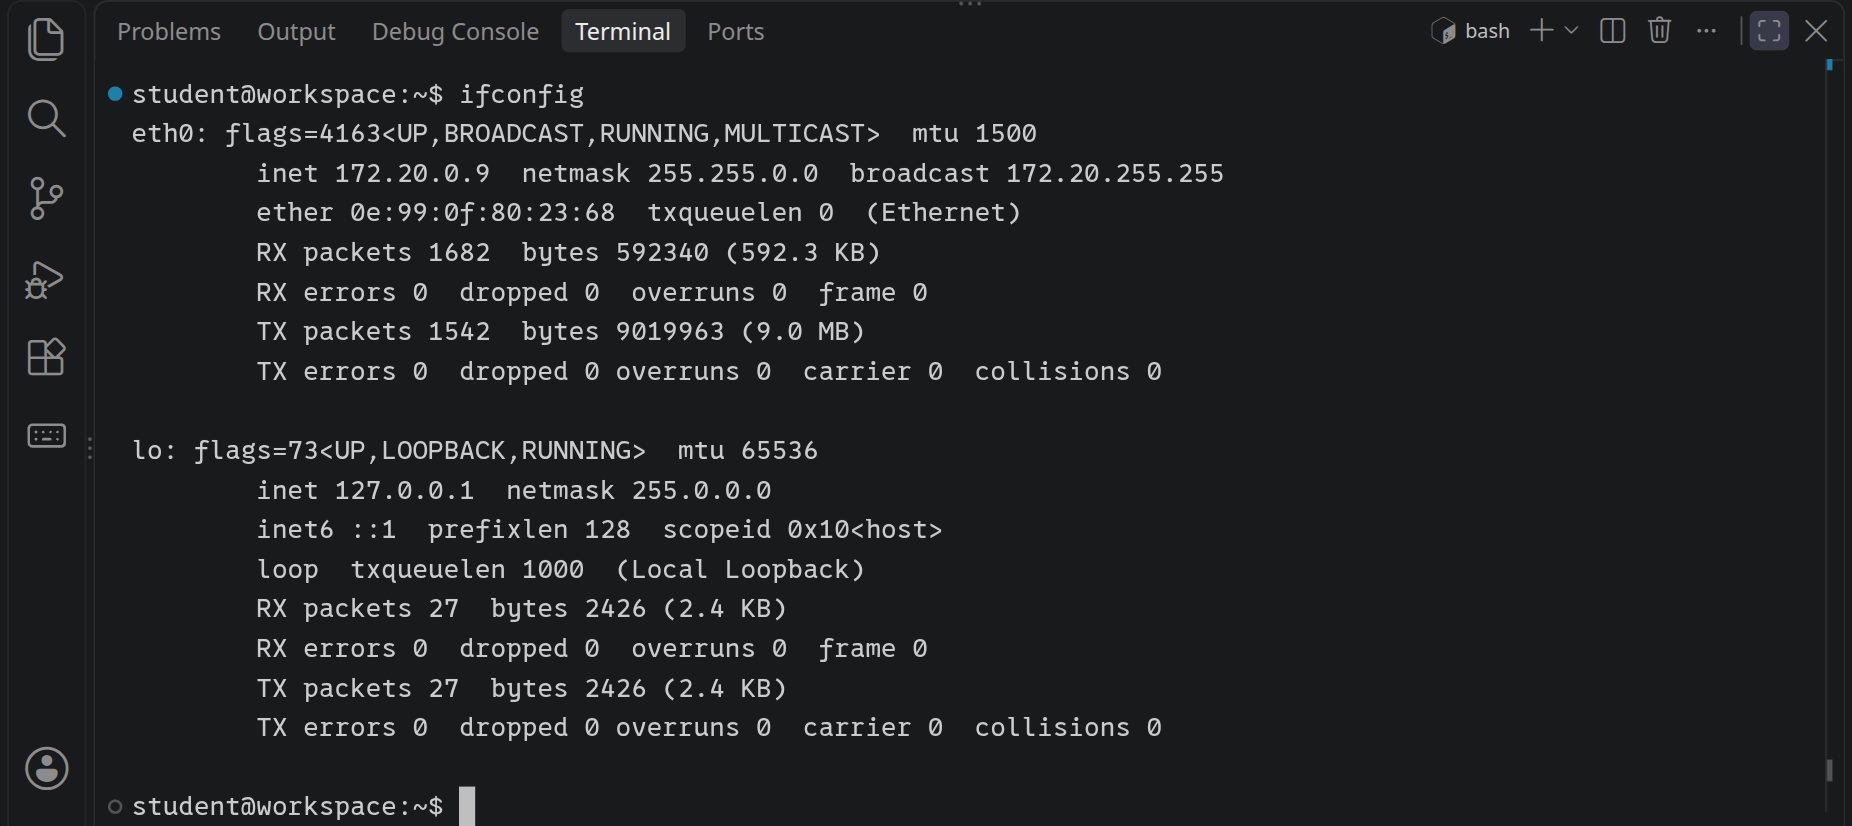 Problems Output Debug Console Terminal Ports bash
student@workspace:~$ ifconfig
eth0: flags=4163<UP,BROADCAST,RUNNING,MULTICAST>  mtu 1500
        inet 172.20.0.9  netmask 255.255.0.0  broadcast 172.20.255.255
        ether 0e:99:0f:80:23:68  txqueuelen 0  (Ethernet)
        RX packets 1682  bytes 592340 (592.3 KB)
        RX errors 0  dropped 0  overruns 0  frame 0
        TX packets 1542  bytes 9019963 (9.0 MB)
        TX errors 0  dropped 0 overruns 0  carrier 0  collisions 0

lo: flags=73<UP,LOOPBACK,RUNNING>  mtu 65536
        inet 127.0.0.1  netmask 255.0.0.0
        inet6 ::1  prefixlen 128  scopeid 0x10<host>
        loop  txqueuelen 1000  (Local Loopback)
        RX packets 27  bytes 2426 (2.4 KB)
        RX errors 0  dropped 0  overruns 0  frame 0
        TX packets 27  bytes 2426 (2.4 KB)
        TX errors 0  dropped 0 overruns 0  carrier 0  collisions 0

student@workspace:~$